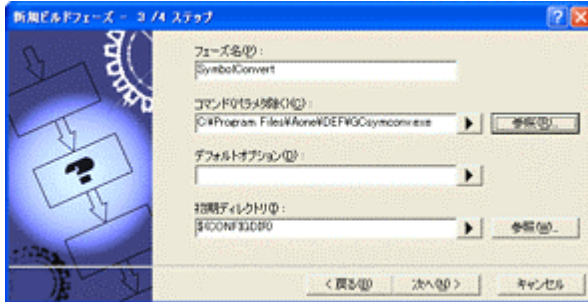 新規ビルドフェーズ - 3 /4 ステップ
フェーズ名(P):
SymbolConvert
コマンド(パラメタ除く)(C):
C:¥Program Files¥Aone¥DEF¥GCsymconv.exe
参照(R)...
デフォルトオプション(D):
初期ディレクトリ(I):
$(CONFIGDIR)
参照(W)...
< 戻る(B)
次へ(N) >
キャンセル